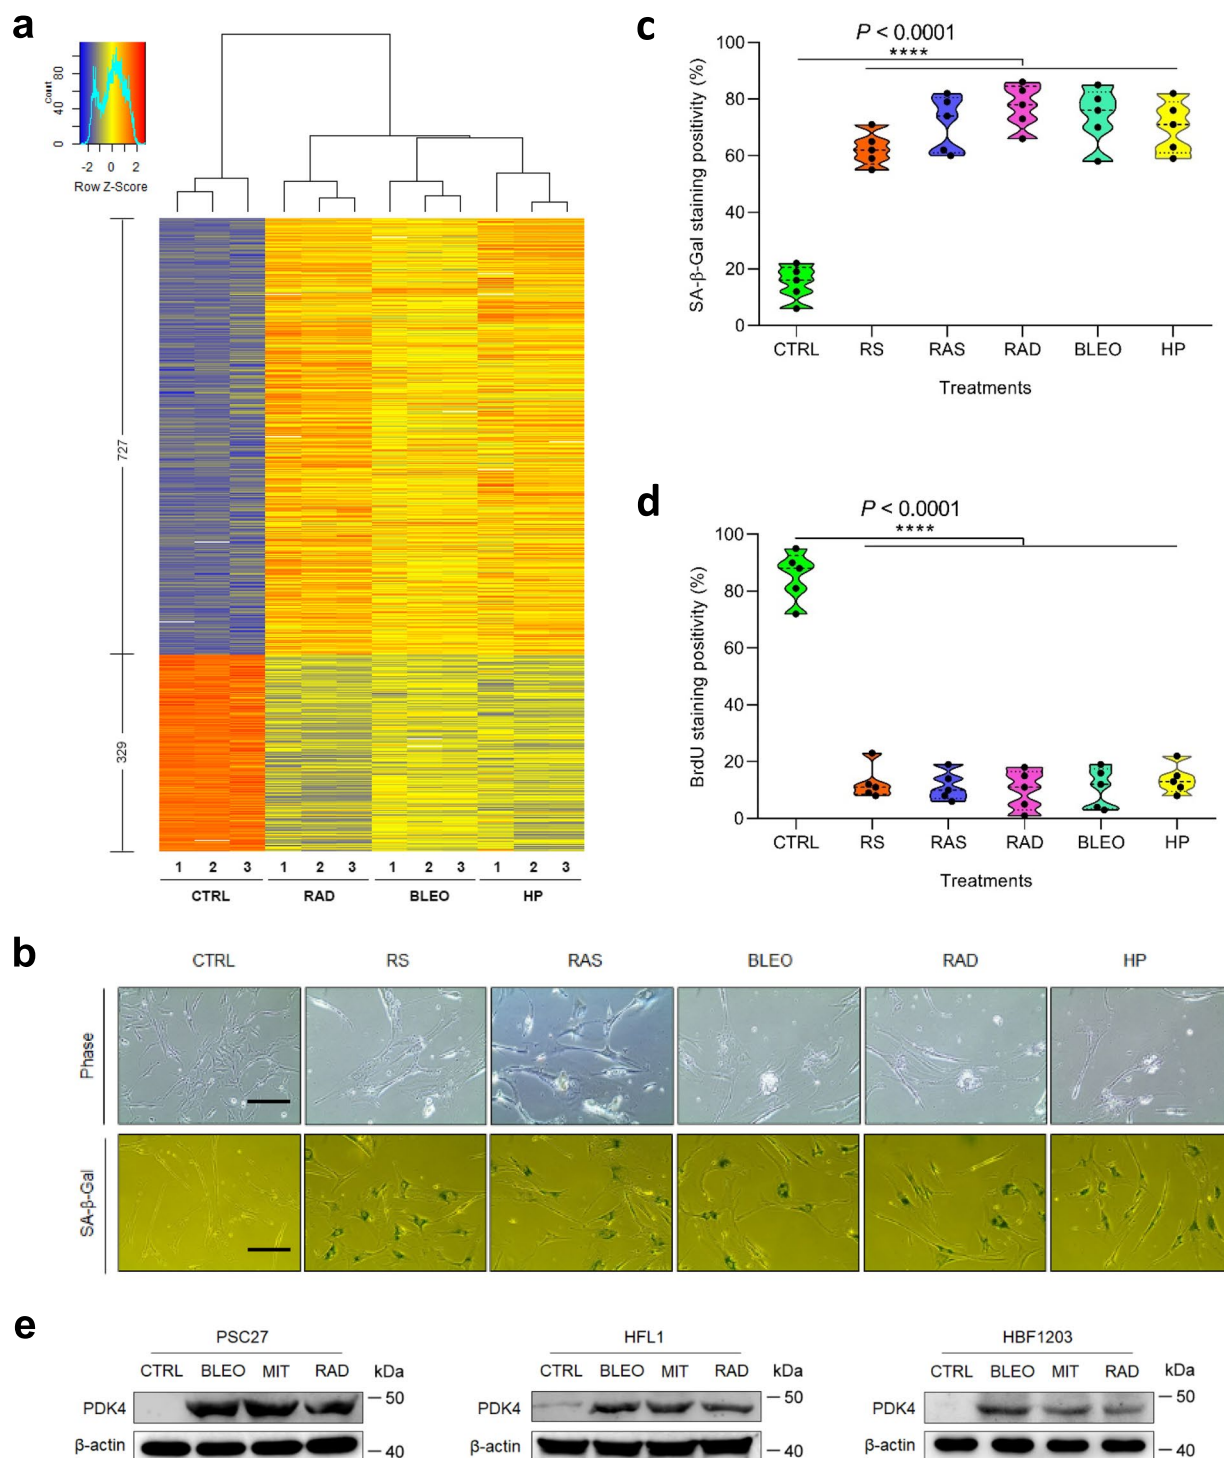 a
Count
0 40 80
-2 0 2
Row Z-Score
727
329
1 2 3 1 2 3 1 2 3 1 2 3
CTRL RAD BLEO HP
c
P < 0.0001
****
SA-β-Gal staining positivity (%)
100
80
60
40
20
0
CTRL RS RAS RAD BLEO HP
Treatments
d
P < 0.0001
****
BrdU staining positivity (%)
100
80
60
40
20
0
CTRL RS RAS RAD BLEO HP
Treatments
b
CTRL RS RAS BLEO RAD HP
Phase
SA-β-Gal
e
PSC27
CTRL BLEO MIT RAD kDa
PDK4 50
β-actin 40
HFL1
CTRL BLEO MIT RAD kDa
PDK4 50
β-actin 40
HBF1203
CTRL BLEO MIT RAD kDa
PDK4 50
β-actin 40